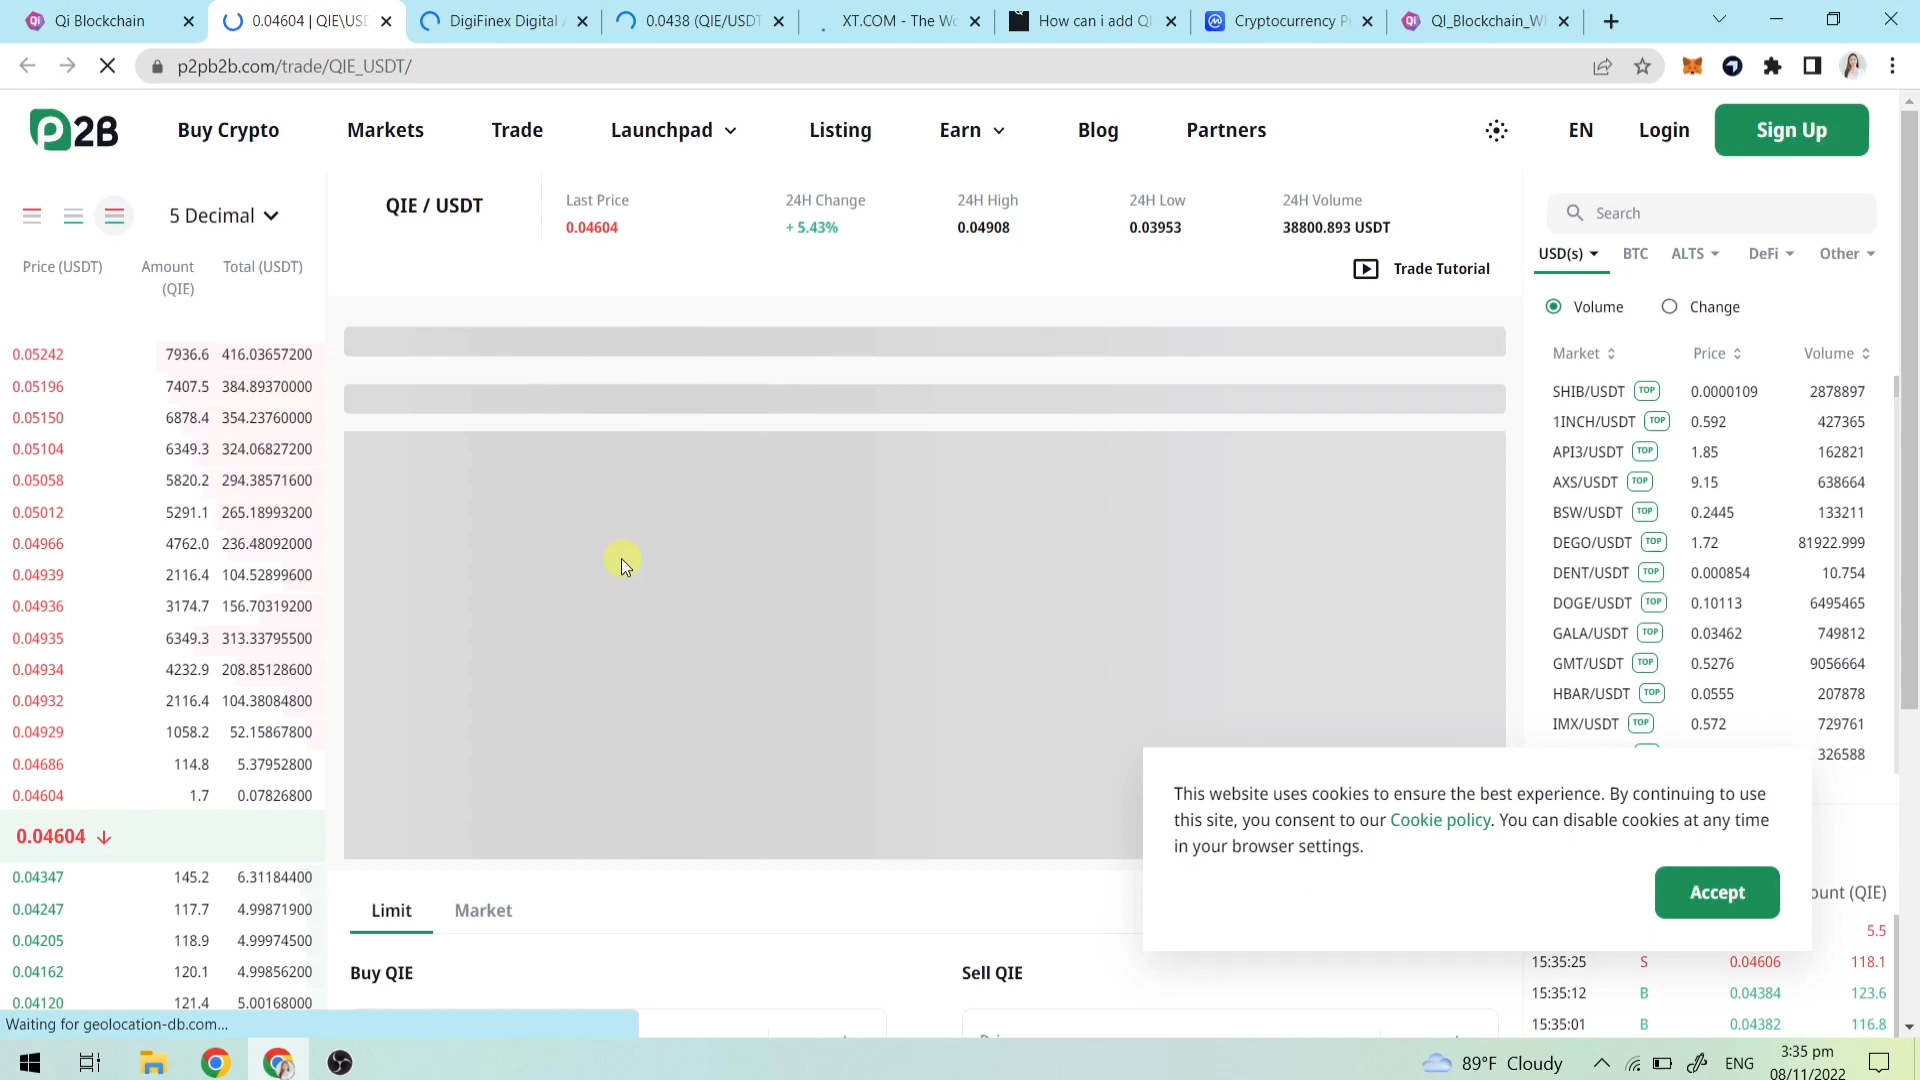 Qi Blockchain
0.04604 | QIE\USD
DigiFinex Digital A
0.0438 (QIE/USDT
XT.COM - The Wo
How can i add QI
Cryptocurrency Pr
QI_Blockchain_Wh
p2pb2b.com/trade/QIE_USDT/
P2B
Buy Crypto
Markets
Trade
Launchpad
Listing
Earn
Blog
Partners
EN
Login
Sign Up
5 Decimal
QIE / USDT
Last Price
24H Change
24H High
24H Low
24H Volume
0.04604
+ 5.43%
0.04908
0.03953
38800.893 USDT
Trade Tutorial
Search
USD(s) BTC ALTS DeFi Other
Volume Change
Market Price Volume
SHIB/USDT TOP 0.0000109 2878897
1INCH/USDT TOP 0.592 427365
API3/USDT TOP 1.85 162821
AXS/USDT TOP 9.15 638664
BSW/USDT TOP 0.2445 133211
DEGO/USDT TOP 1.72 81922.999
DENT/USDT TOP 0.000854 10.754
DOGE/USDT TOP 0.10113 6495465
GALA/USDT TOP 0.03462 749812
GMT/USDT TOP 0.5276 9056664
HBAR/USDT TOP 0.0555 207878
IMX/USDT TOP 0.572 729761
326588
Price (USDT) Amount (QIE) Total (USDT)
0.05242 7936.6 416.03657200
0.05196 7407.5 384.89370000
0.05150 6878.4 354.23760000
0.05104 6349.3 324.06827200
0.05058 5820.2 294.38571600
0.05012 5291.1 265.18993200
0.04966 4762.0 236.48092000
0.04939 2116.4 104.52899600
0.04936 3174.7 156.70319200
0.04935 6349.3 313.33795500
0.04934 4232.9 208.85128600
0.04932 2116.4 104.38084800
0.04929 1058.2 52.15867800
0.04686 114.8 5.37952800
0.04604 1.7 0.07826800
0.04604 ↓
0.04347 145.2 6.31184400
0.04247 117.7 4.99871900
0.04205 118.9 4.99974500
0.04162 120.1 4.99856200
0.04120 121.4 5.00168000
This website uses cookies to ensure the best experience. By continuing to use
this site, you consent to our Cookie policy. You can disable cookies at any time
in your browser settings.
Accept
ount (QIE)
5.5
15:35:25 S 0.04606 118.1
15:35:12 B 0.04384 123.6
15:35:01 B 0.04382 116.8
Limit Market
Buy QIE
Sell QIE
Waiting for geolocation-db.com...
89°F Cloudy
ENG
3:35 pm
08/11/2022